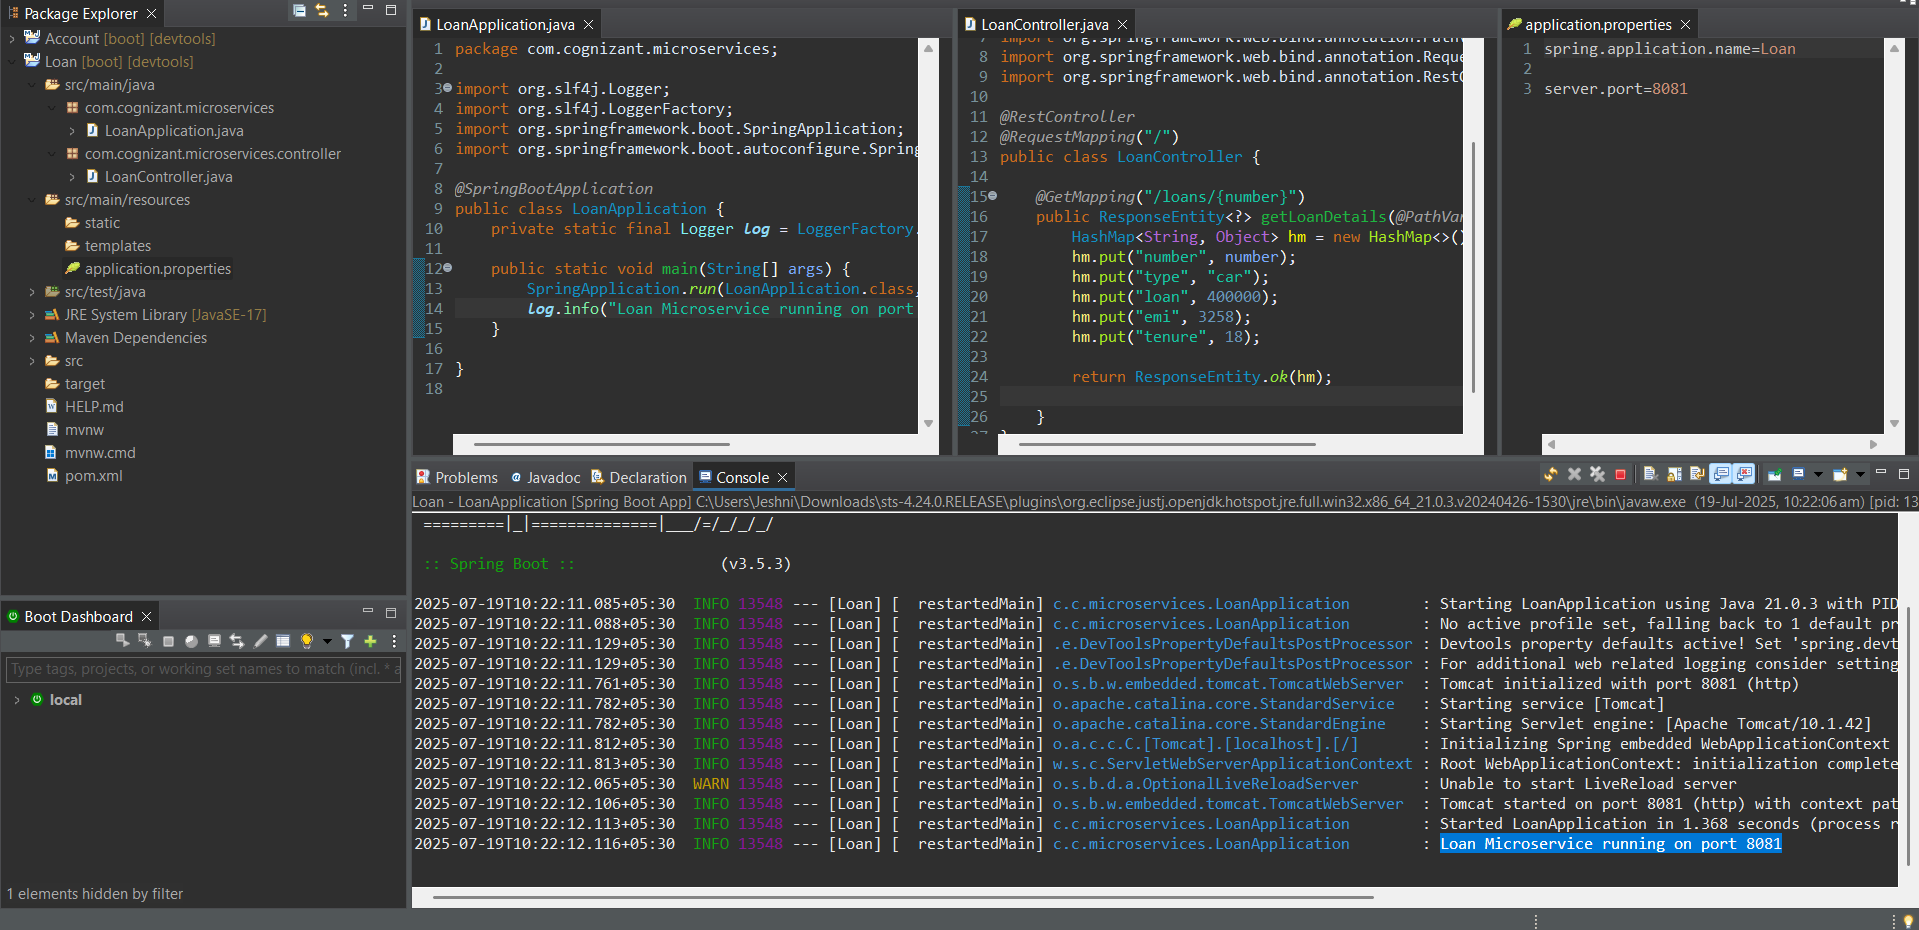 Package Explorer
Account [boot] [devtools]
Loan [boot] [devtools]
src/main/java
com.cognizant.microservices
LoanApplication.java
com.cognizant.microservices.controller
LoanController.java
src/main/resources
static
templates
application.properties
src/test/java
JRE System Library [JavaSE-17]
Maven Dependencies
src
target
HELP.md
mvnw
mvnw.cmd
pom.xml
Boot Dashboard
Type tags, projects, or working set names to match (incl. *
local
1 elements hidden by filter
LoanApplication.java
1 package com.cognizant.microservices;
2
3 import org.slf4j.Logger;
4 import org.slf4j.LoggerFactory;
5 import org.springframework.boot.SpringApplication;
6 import org.springframework.boot.autoconfigure.Spring
7
8 @SpringBootApplication
9 public class LoanApplication {
10 private static final Logger log = LoggerFactory.
11
12 public static void main(String[] args) {
13 SpringApplication.run(LoanApplication.class,
14 log.info("Loan Microservice running on port
15 }
16
17 }
18
LoanController.java
7 import org.springframework.web.bind.annotation.Path
8 import org.springframework.web.bind.annotation.Reque
9 import org.springframework.web.bind.annotation.RestC
10
11 @RestController
12 @RequestMapping("/")
13 public class LoanController {
14
15 @GetMapping("/loans/{number}")
16 public ResponseEntity<?> getLoanDetails(@PathVar
17 HashMap<String, Object> hm = new HashMap<>()
18 hm.put("number", number);
19 hm.put("type", "car");
20 hm.put("loan", 400000);
21 hm.put("emi", 3258);
22 hm.put("tenure", 18);
23
24 return ResponseEntity.ok(hm);
25
26 }
27 }
application.properties
1 spring.application.name=Loan
2
3 server.port=8081
Problems @ Javadoc Declaration Console
Loan - LoanApplication [Spring Boot App] C:\Users\Jeshni\Downloads\sts-4.24.0.RELEASE\plugins\org.eclipse.justj.openjdk.hotspot.jre.full.win32.x86_64_21.0.3.v20240426-1530\jre\bin\javaw.exe (19-Jul-2025, 10:22:06 am) [pid: 13
=========|_|==============|___/=/_/_/_/
:: Spring Boot :: (v3.5.3)
2025-07-19T10:22:11.085+05:30 INFO 13548 --- [Loan] [ restartedMain] c.c.microservices.LoanApplication : Starting LoanApplication using Java 21.0.3 with PID
2025-07-19T10:22:11.088+05:30 INFO 13548 --- [Loan] [ restartedMain] c.c.microservices.LoanApplication : No active profile set, falling back to 1 default pr
2025-07-19T10:22:11.129+05:30 INFO 13548 --- [Loan] [ restartedMain] .e.DevToolsPropertyDefaultsPostProcessor : Devtools property defaults active! Set 'spring.devt
2025-07-19T10:22:11.129+05:30 INFO 13548 --- [Loan] [ restartedMain] .e.DevToolsPropertyDefaultsPostProcessor : For additional web related logging consider setting
2025-07-19T10:22:11.761+05:30 INFO 13548 --- [Loan] [ restartedMain] o.s.b.w.embedded.tomcat.TomcatWebServer : Tomcat initialized with port 8081 (http)
2025-07-19T10:22:11.782+05:30 INFO 13548 --- [Loan] [ restartedMain] o.apache.catalina.core.StandardService : Starting service [Tomcat]
2025-07-19T10:22:11.782+05:30 INFO 13548 --- [Loan] [ restartedMain] o.apache.catalina.core.StandardEngine : Starting Servlet engine: [Apache Tomcat/10.1.42]
2025-07-19T10:22:11.812+05:30 INFO 13548 --- [Loan] [ restartedMain] o.a.c.c.C.[Tomcat].[localhost].[/] : Initializing Spring embedded WebApplicationContext
2025-07-19T10:22:11.813+05:30 INFO 13548 --- [Loan] [ restartedMain] w.s.c.ServletWebServerApplicationContext : Root WebApplicationContext: initialization complete
2025-07-19T10:22:12.065+05:30 WARN 13548 --- [Loan] [ restartedMain] o.s.b.d.a.OptionalLiveReloadServer : Unable to start LiveReload server
2025-07-19T10:22:12.106+05:30 INFO 13548 --- [Loan] [ restartedMain] o.s.b.w.embedded.tomcat.TomcatWebServer : Tomcat started on port 8081 (http) with context pat
2025-07-19T10:22:12.113+05:30 INFO 13548 --- [Loan] [ restartedMain] c.c.microservices.LoanApplication : Started LoanApplication in 1.368 seconds (process r
2025-07-19T10:22:12.116+05:30 INFO 13548 --- [Loan] [ restartedMain] c.c.microservices.LoanApplication : Loan Microservice running on port 8081